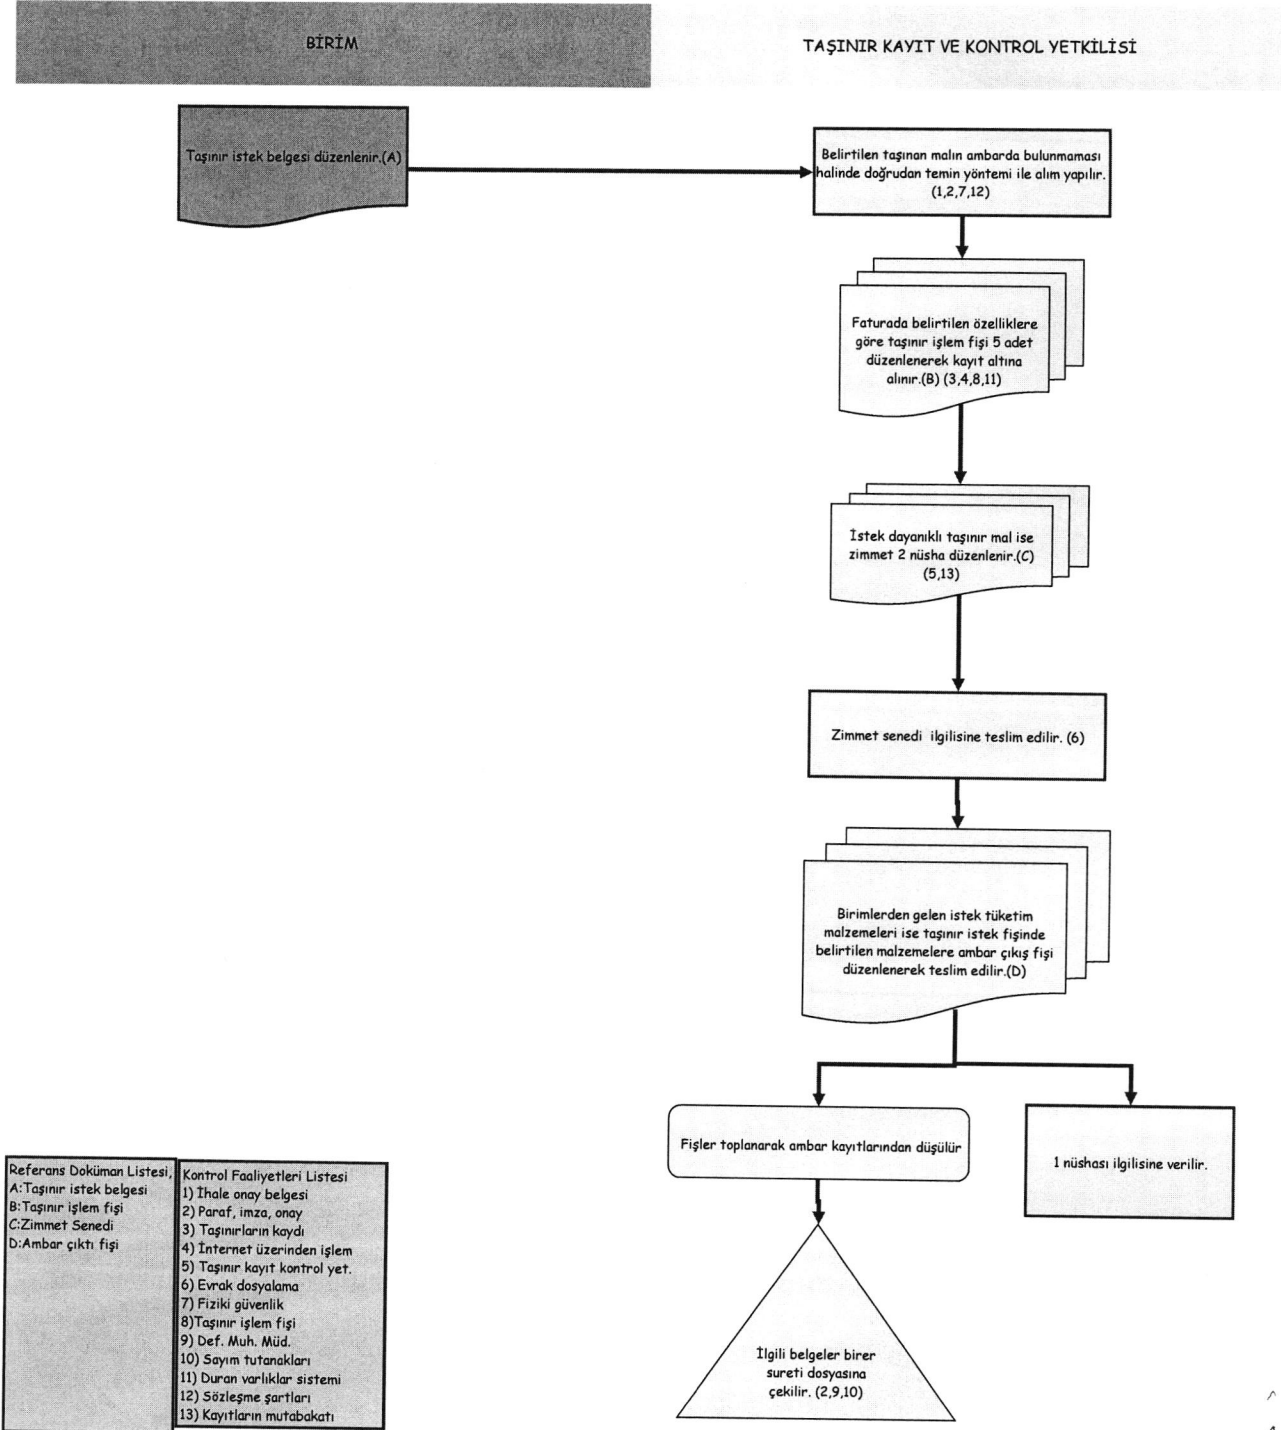 BİRİM
TAŞINIR KAYIT VE KONTROL YETKİLİSİ
Taşınır istek belgesi düzenlenir.(A)
Belirtilen taşınan malın ambarda bulunmaması
halinde doğrudan temin yöntemi ile alım yapılır.
(1,2,7,12)
Faturada belirtilen özelliklere
göre taşınır işlem fişi 5 adet
düzenlenerek kayıt altına
alınır.(B) (3,4,8,11)
İstek dayanıklı taşınır mal ise
zimmet 2 nüsha düzenlenir.(C)
(5,13)
Zimmet senedi ilgilisine teslim edilir. (6)
Birimlerden gelen istek tüketim
malzemeleri ise taşınır istek fişinde
belirtilen malzemelere ambar çıkış fişi
düzenlenerek teslim edilir.(D)
Fişler toplanarak ambar kayıtlarından düşülür
1 nüshası ilgilisine verilir.
İlgili belgeler birer
sureti dosyasına
çekilir. (2,9,10)
Referans Doküman Listesi,
A:Taşınır istek belgesi
B:Taşınır işlem fişi
C:Zimmet Senedi
D:Ambar çıktı fişi
Kontrol Faaliyetleri Listesi
1) İhale onay belgesi
2) Paraf, imza, onay
3) Taşınırların kaydı
4) İnternet üzerinden işlem
5) Taşınır kayıt kontrol yet.
6) Evrak dosyalama
7) Fiziki güvenlik
8)Taşınır işlem fişi
9) Def. Muh. Müd.
10) Sayım tutanakları
11) Duran varlıklar sistemi
12) Sözleşme şartları
13) Kayıtların mutabakatı